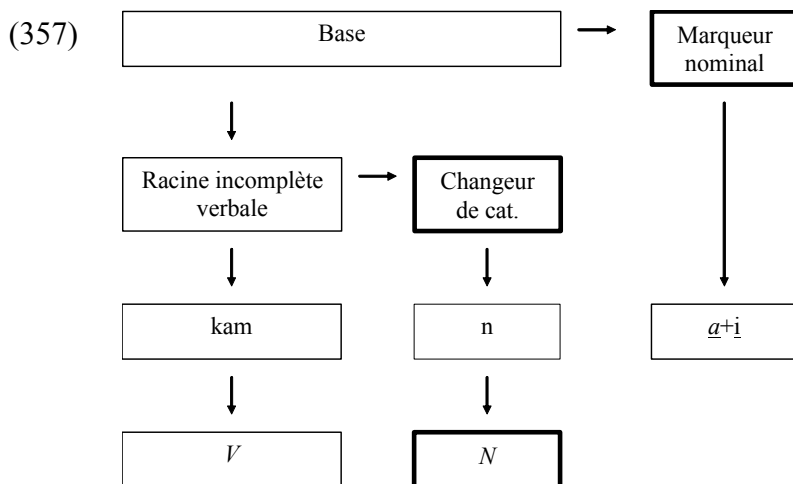 (357)
Base
Marqueur
nominal
Racine incomplète
verbale
Changeur
de cat.
kam
n
a+i
V
N